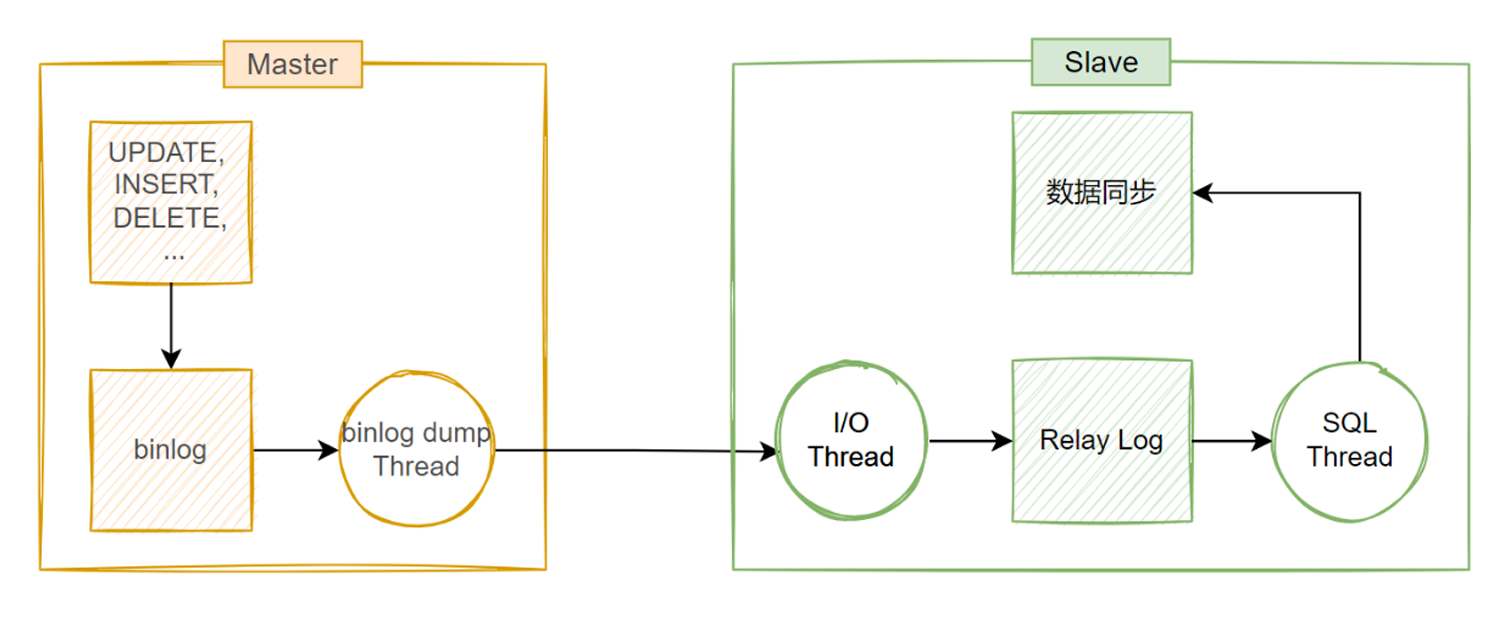 Master
UPDATE,
INSERT,
DELETE,
...
binlog
binlog dump
Thread
Slave
数据同步
I/O
Thread
Relay Log
SQL
Thread